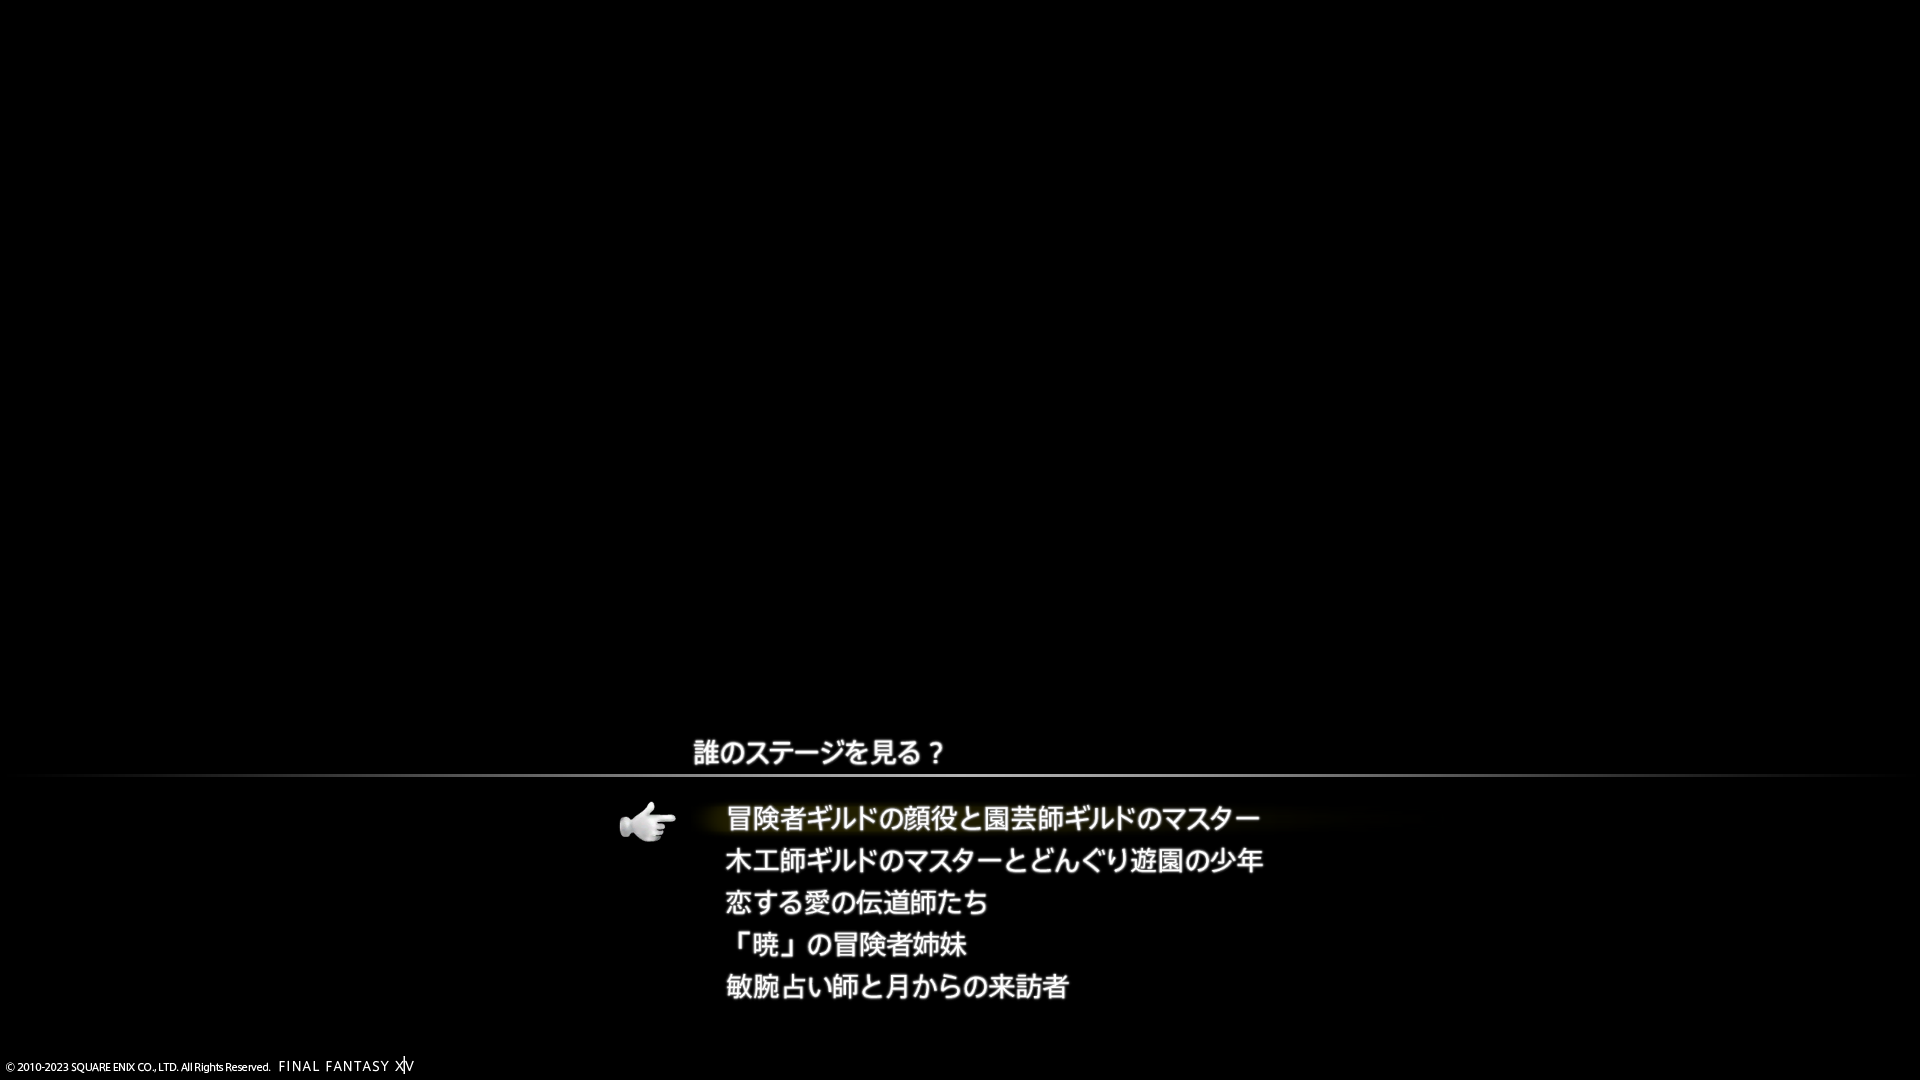 誰のステージを見る？
冒険者ギルドの顔役と園芸師ギルドのマスター
木工師ギルドのマスターとどんぐり遊園の少年
恋する愛の伝道師たち
「暁」の冒険者姉妹
敏腕占い師と月からの来訪者
© 2010-2023 SQUARE ENIX CO., LTD. All Rights Reserved. FINAL FANTASY XIV